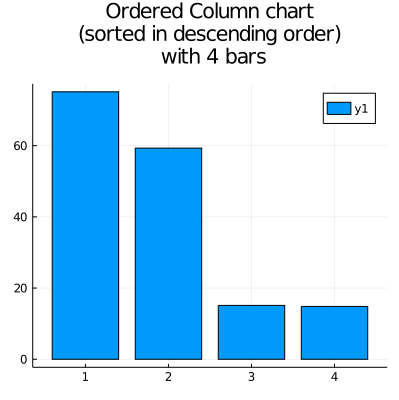 Ordered Column chart
(sorted in descending order)
with 4 bars
y1
60
40
20
0
1 2 3 4